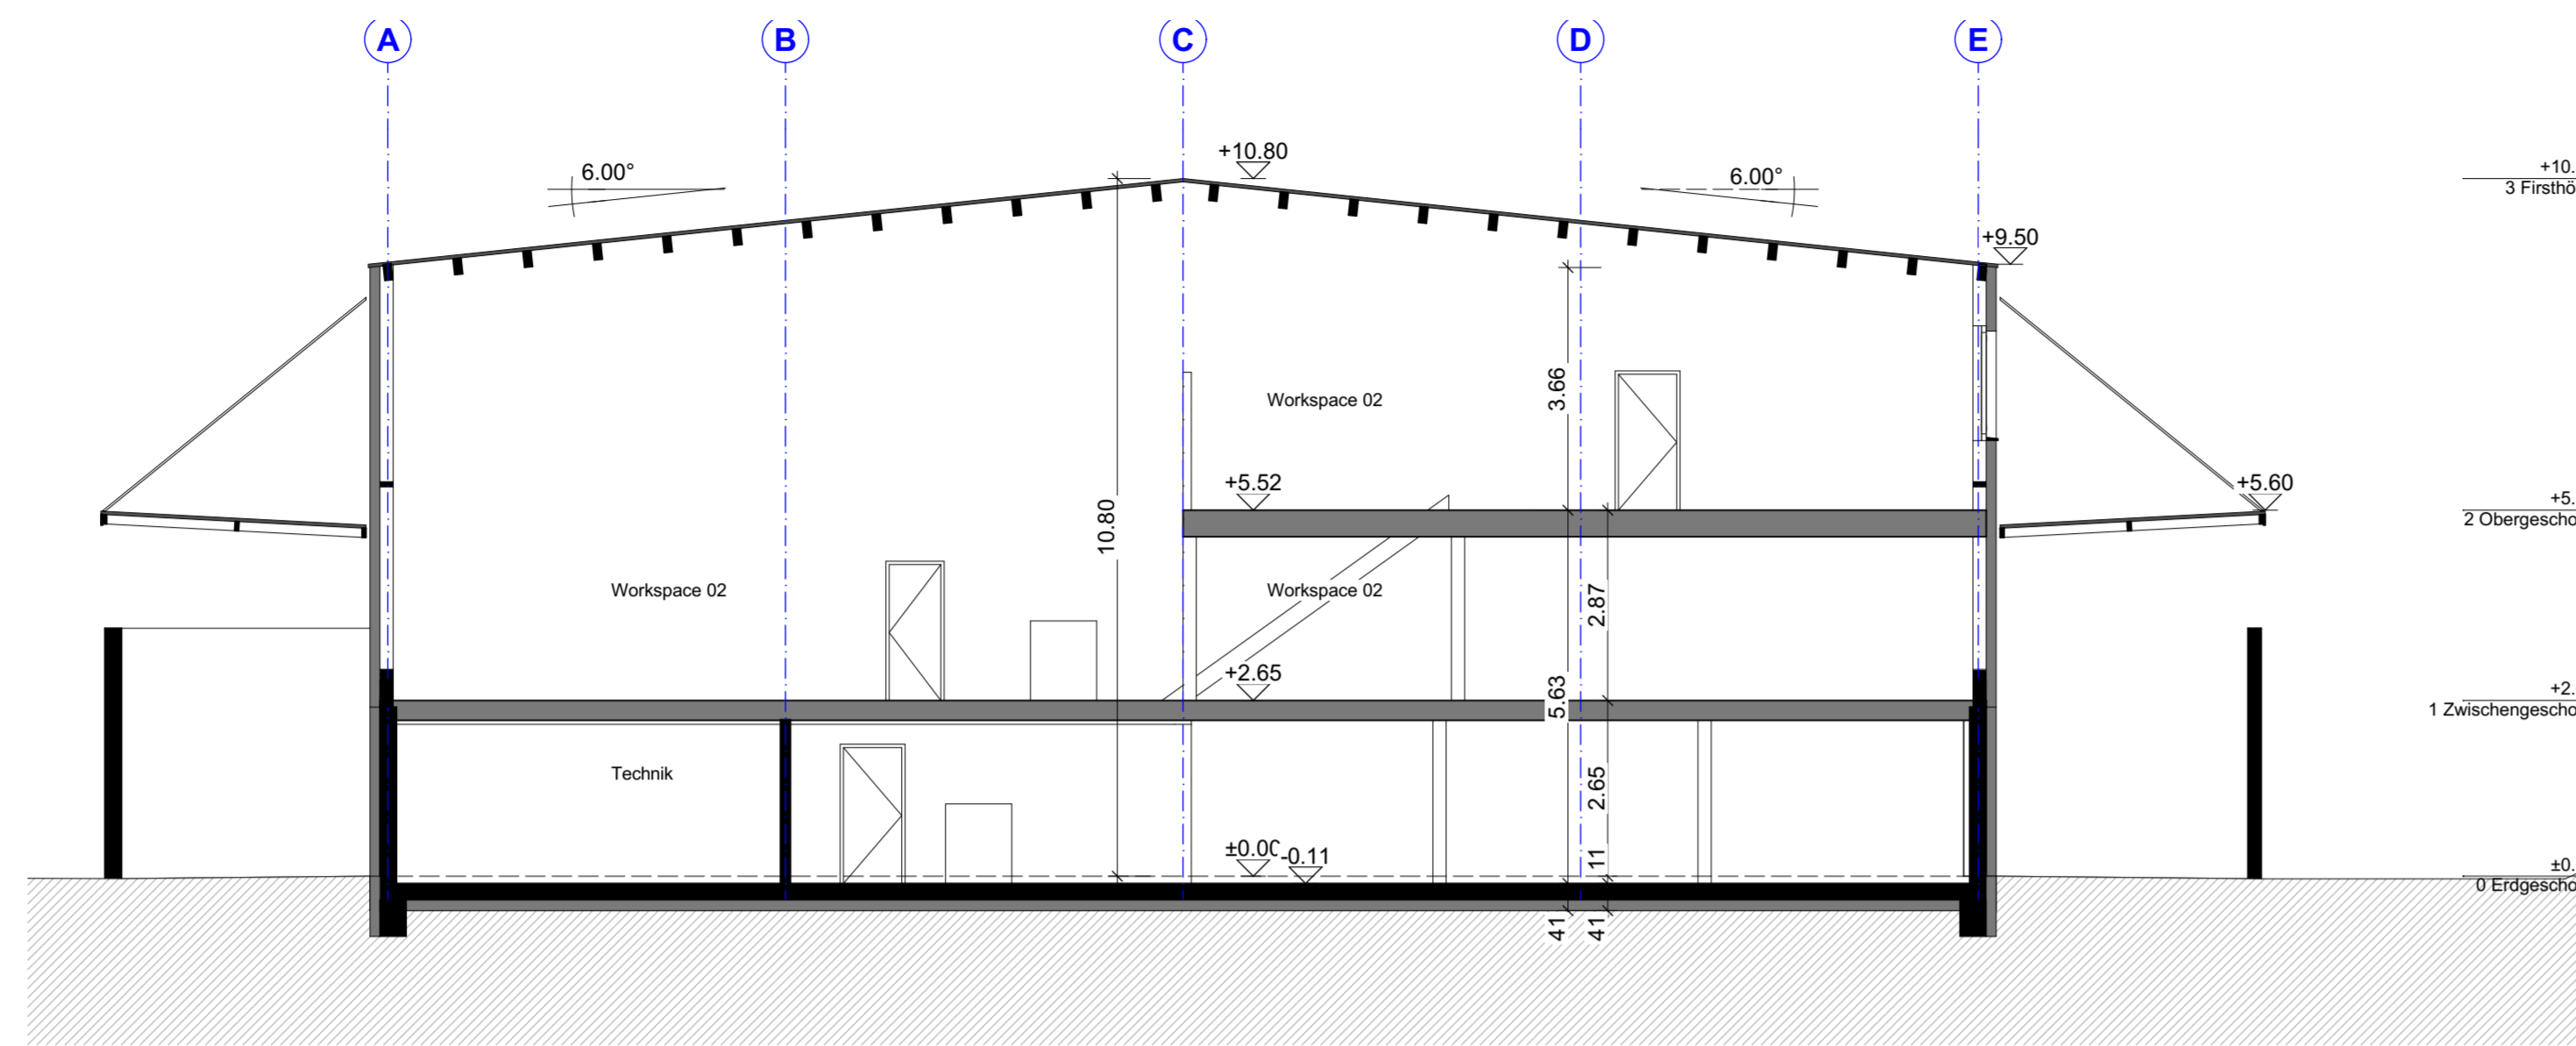 A
B
C
D
E
+10.80
6.00°
6.00°
+10.
3 Firsthö
+9.50
3.66
Workspace 02
+5.52
+5.60
+5.
2 Obergescho
10.80
Workspace 02
Workspace 02
2.87
+2.65
5.63
+2.
1 Zwischengescho
Technik
2.65
±0.00
-0.11
11
±0.
0 Erdgescho
41
41